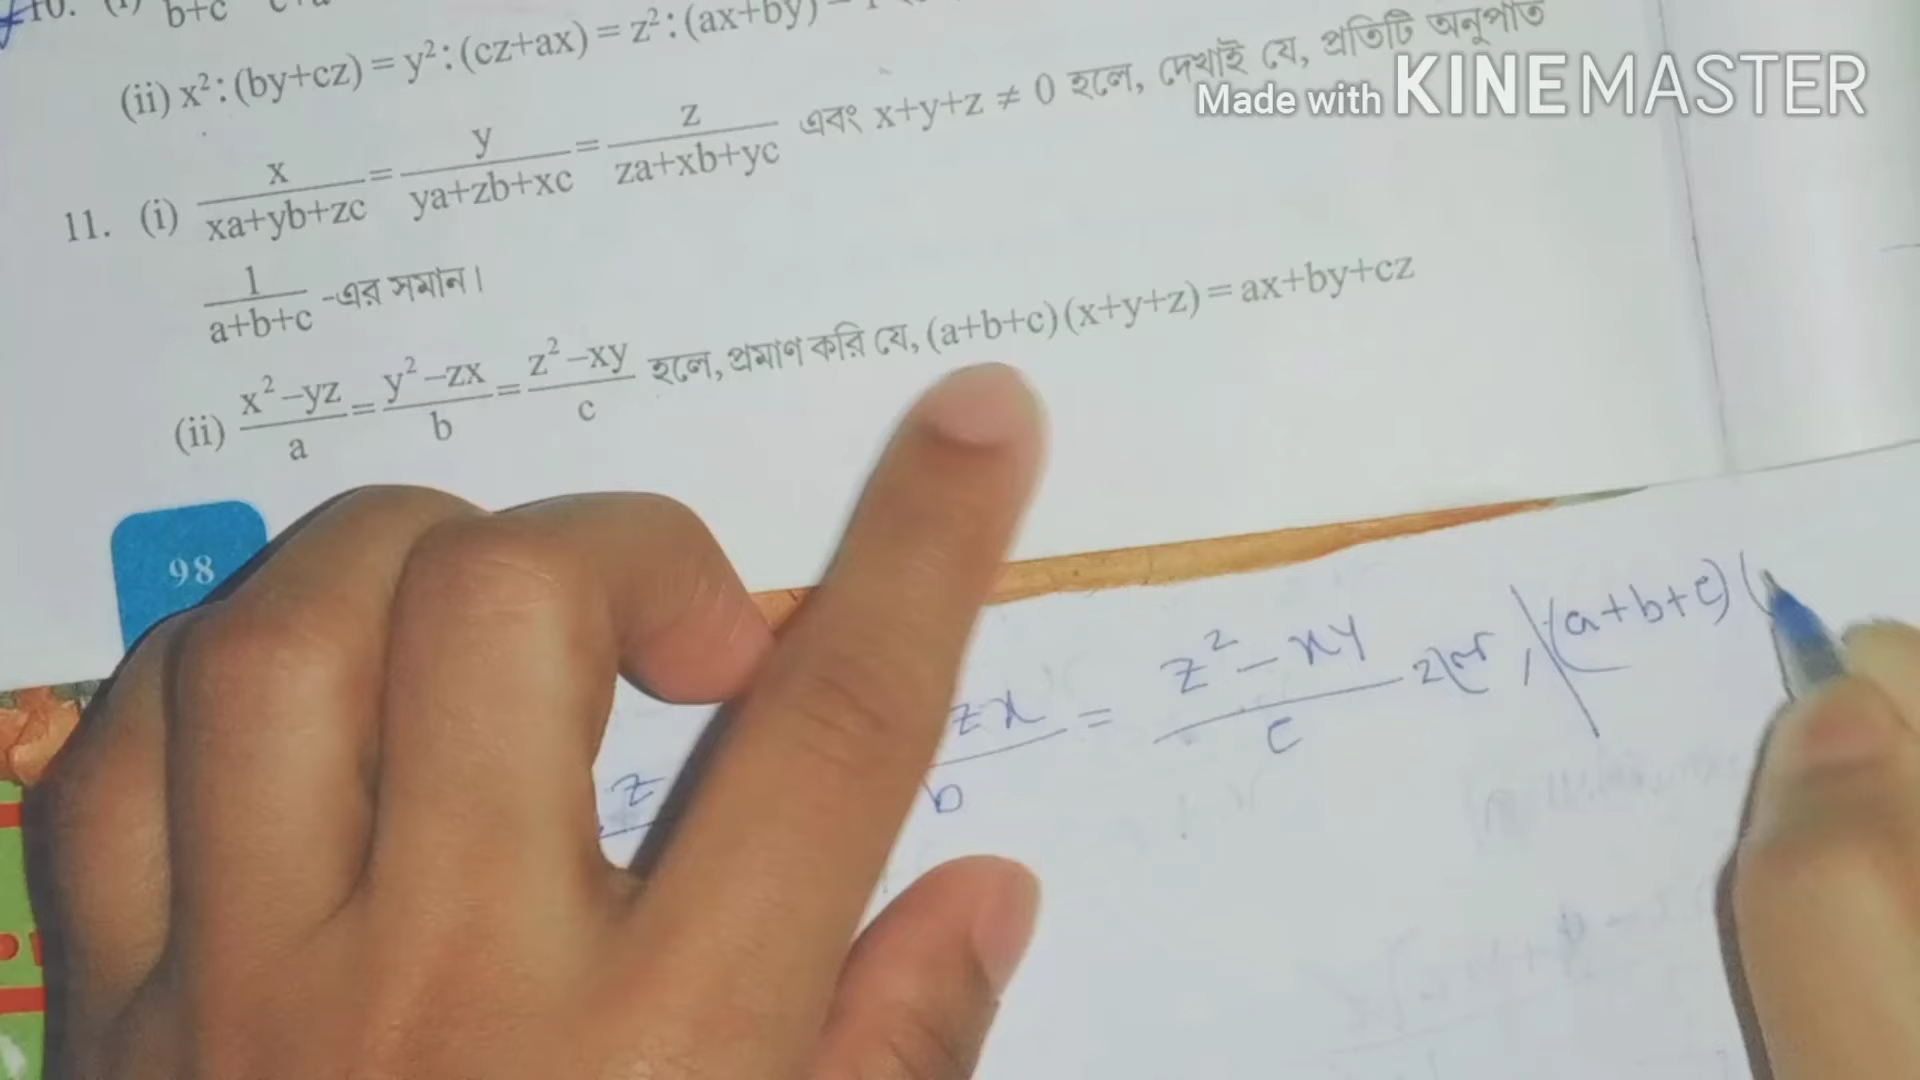 10. (i) b+c
(ii) x²:(by+cz) = y²:(cz+ax) = z²:(ax+by)
Made with KINEMASTER
11. (i) x/(xa+yb+zc) = y/(ya+zb+xc) = z/(za+xb+yc) এবং x+y+z ≠ 0 হলে, দেখাই যে, প্রতিটি অনুপাত
1/(a+b+c) -এর সমান।
(ii) (x²–yz)/a = (y²–zx)/b = (z²–xy)/c হলে, প্রমাণ করি যে, (a+b+c)(x+y+z) = ax+by+cz
98
zx/b = (z² – xy)/c হলে, (a+b+c)(
z